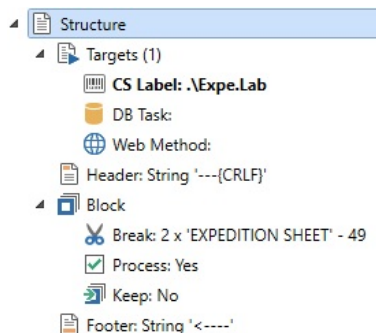 Structure
Targets (1)
CS Label: .\Expe.Lab
DB Task:
Web Method:
Header: String '---{CRLF}'
Block
Break: 2 x 'EXPEDITION SHEET' - 49
Process: Yes
Keep: No
Footer: String '<----'